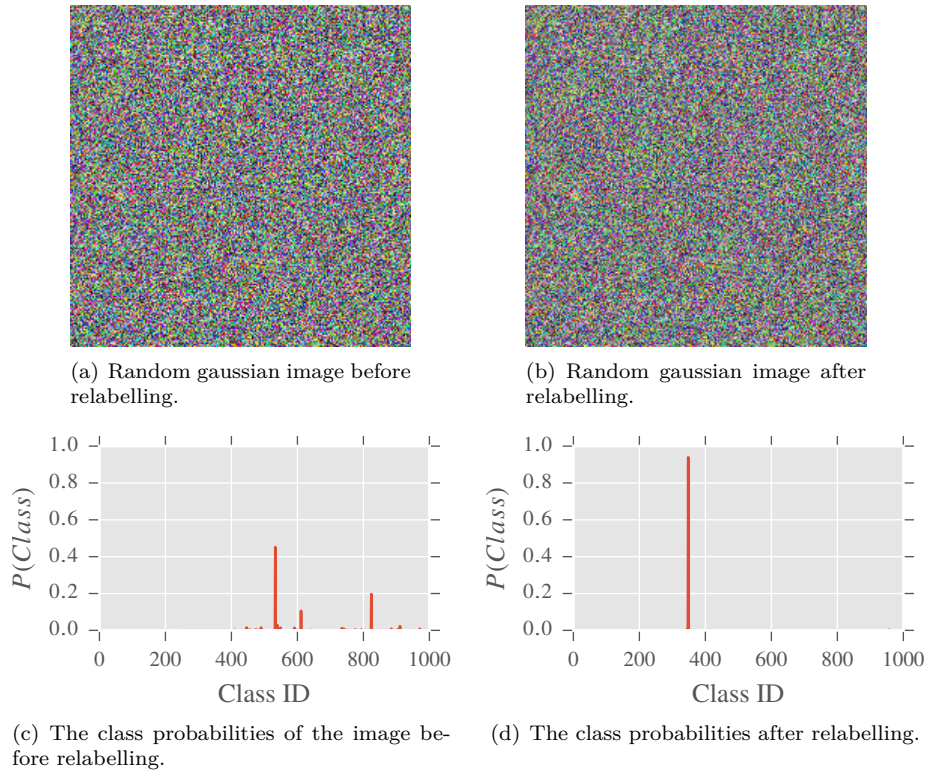 (a) Random gaussian image before
relabelling.
(b) Random gaussian image after
relabelling.
1.0
0.8
0.6
0.4
0.2
0.0
P(Class)
0 200 400 600 800 1000
Class ID
(c) The class probabilities of the image be-
fore relabelling.
1.0
0.8
0.6
0.4
0.2
0.0
P(Class)
0 200 400 600 800 1000
Class ID
(d) The class probabilities after relabelling.